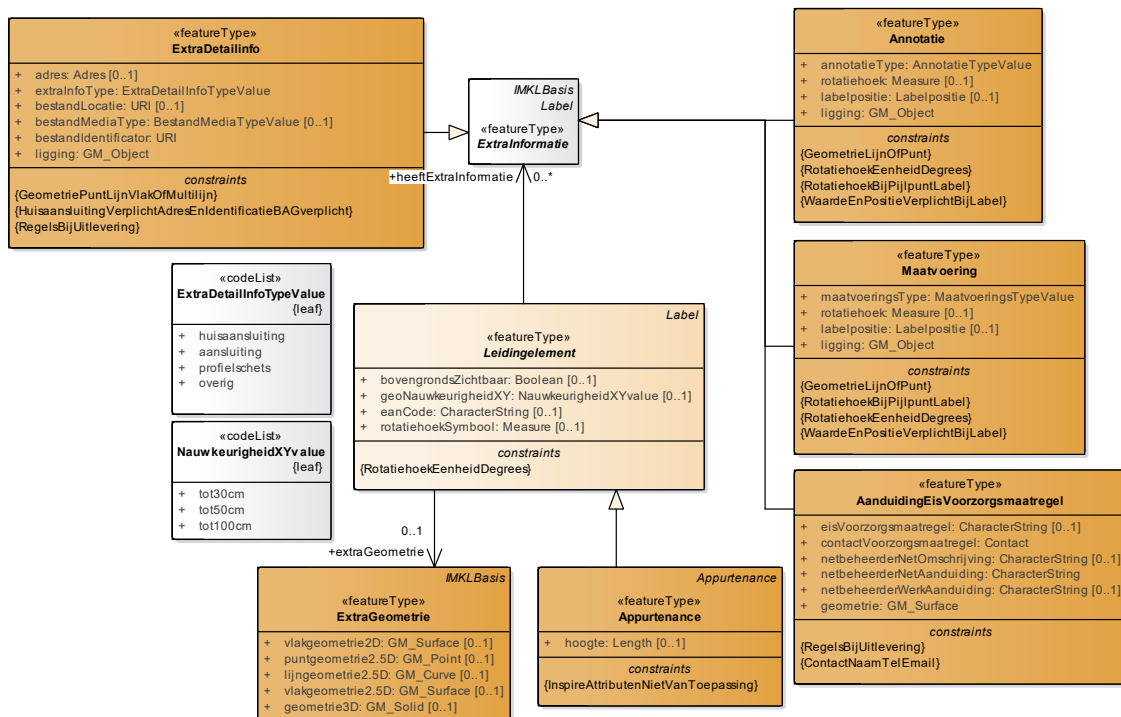 «featureType»
ExtraDetailinfo
+ adres: Adres [0..1]
+ extraInfoType: ExtraDetailInfoTypeValue
+ bestandLocatie: URI [0..1]
+ bestandMediaType: BestandMediaTypeValue [0..1]
+ bestandIdentificator: URI
+ ligging: GM_Object
constraints
{GeometriePuntLijnVlakOfMultilijn}
{HuisaansluitingVerplichtAdresEnIdentificatieBAGverplicht}
{RegelsBijUitlevering}
IMKLBasis
Label
«featureType»
ExtraInformatie
+heeftExtraInformatie
0..*
«featureType»
Annotatie
+ annotatieType: AnnotatieTypeValue
+ rotatiehoek: Measure [0..1]
+ labelpositie: Labelpositie [0..1]
+ ligging: GM_Object
constraints
{GeometrieLijnOfPunt}
{RotatiehoekEenheidDegrees}
{RotatiehoekBijPijlpuntLabel}
{WaardeEnPositieVerplichtBijLabel}
«featureType»
Maatvoering
+ maatvoeringsType: MaatvoeringsTypeValue
+ rotatiehoek: Measure [0..1]
+ labelpositie: Labelpositie [0..1]
+ ligging: GM_Object
constraints
{GeometrieLijnOfPunt}
{RotatiehoekBijPijlpuntLabel}
{RotatiehoekEenheidDegrees}
{WaardeEnPositieVerplichtBijLabel}
«codeList»
ExtraDetailInfoTypeValue
{leaf}
+ huisaansluiting
+ aansluiting
+ profielschets
+ overig
Label
«featureType»
Leidingelement
+ bovengrondsZichtbaar: Boolean [0..1]
+ geoNauwkeurigheidXY: NauwkeurigheidXYvalue [0..1]
+ eanCode: CharacterString [0..1]
+ rotatiehoekSymbool: Measure [0..1]
constraints
{RotatiehoekEenheidDegrees}
«codeList»
NauwkeurigheidXYvalue
{leaf}
+ tot30cm
+ tot50cm
+ tot100cm
«featureType»
AanduidingEisVoorzorgsmaatregel
+ eisVoorzorgsmaatregel: CharacterString [0..1]
+ contactVoorzorgsmaatregel: Contact
+ netbeheerderNetOmschrijving: CharacterString [0..1]
+ netbeheerderNetAanduiding: CharacterString
+ netbeheerderWerkAanduiding: CharacterString [0..1]
+ geometrie: GM_Surface
constraints
{RegelsBijUitlevering}
{ContactNaamTelEmail}
0..1
+extraGeometrie
IMKLBasis
«featureType»
ExtraGeometrie
+ vlakgeometrie2D: GM_Surface [0..1]
+ puntgeometrie2.5D: GM_Point [0..1]
+ lijngeometrie2.5D: GM_Curve [0..1]
+ vlakgeometrie2.5D: GM_Surface [0..1]
+ geometrie3D: GM_Solid [0..1]
Appurtenance
«featureType»
Appurtenance
+ hoogte: Length [0..1]
constraints
{InspireAttributenNietVanToepassing}